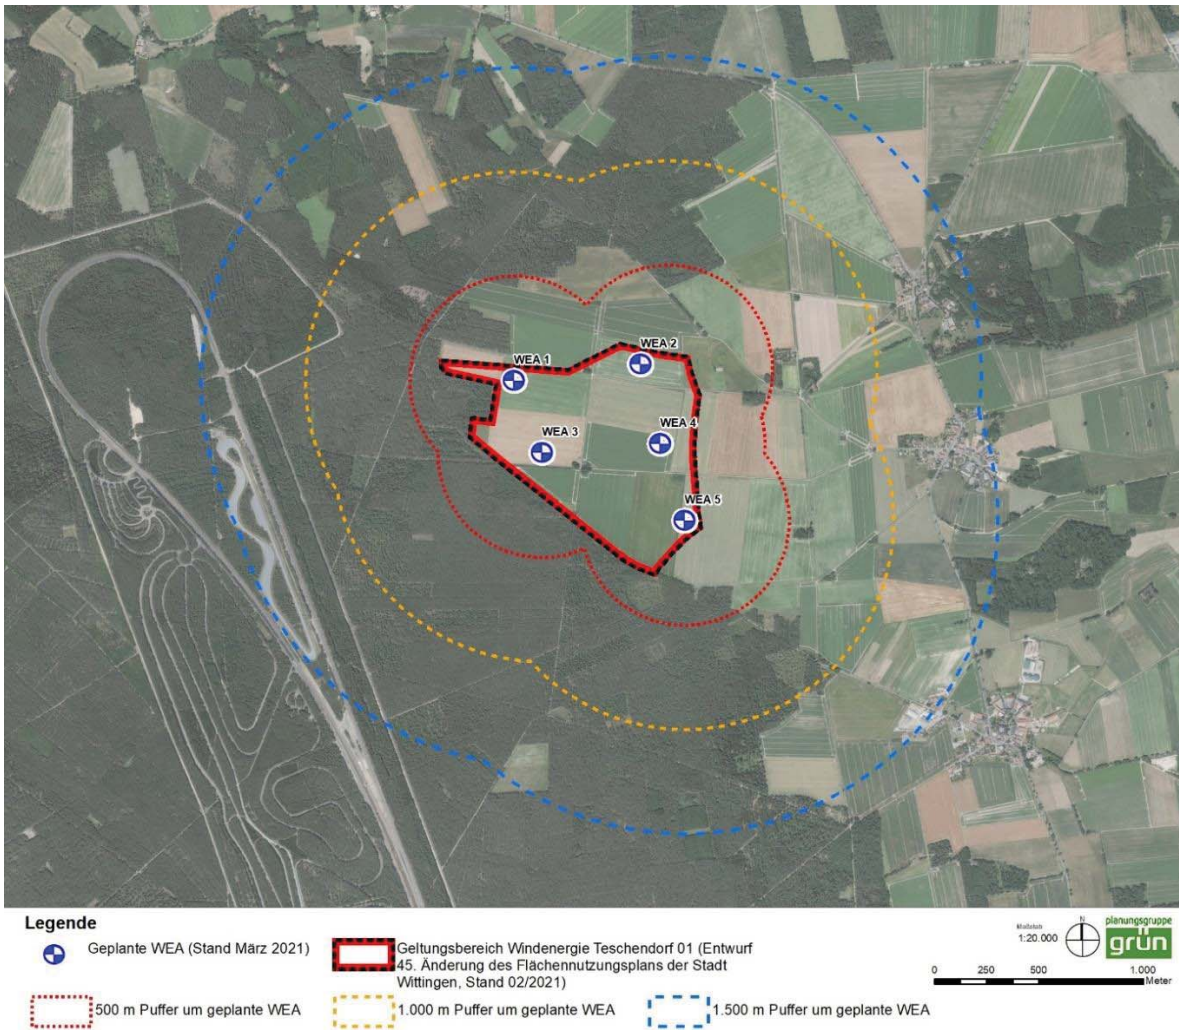 WEA 1
WEA 2
WEA 3
WEA 4
WEA 5
Legende
Geplante WEA (Stand März 2021)
Geltungsbereich Windenergie Teschendorf 01 (Entwurf
45. Änderung des Flächennutzungsplans der Stadt
Wittingen, Stand 02/2021)
500 m Puffer um geplante WEA
1.000 m Puffer um geplante WEA
1.500 m Puffer um geplante WEA
Maßstab
1:20.000
N
planungsgruppe
grün
0 250 500 1.000
Meter